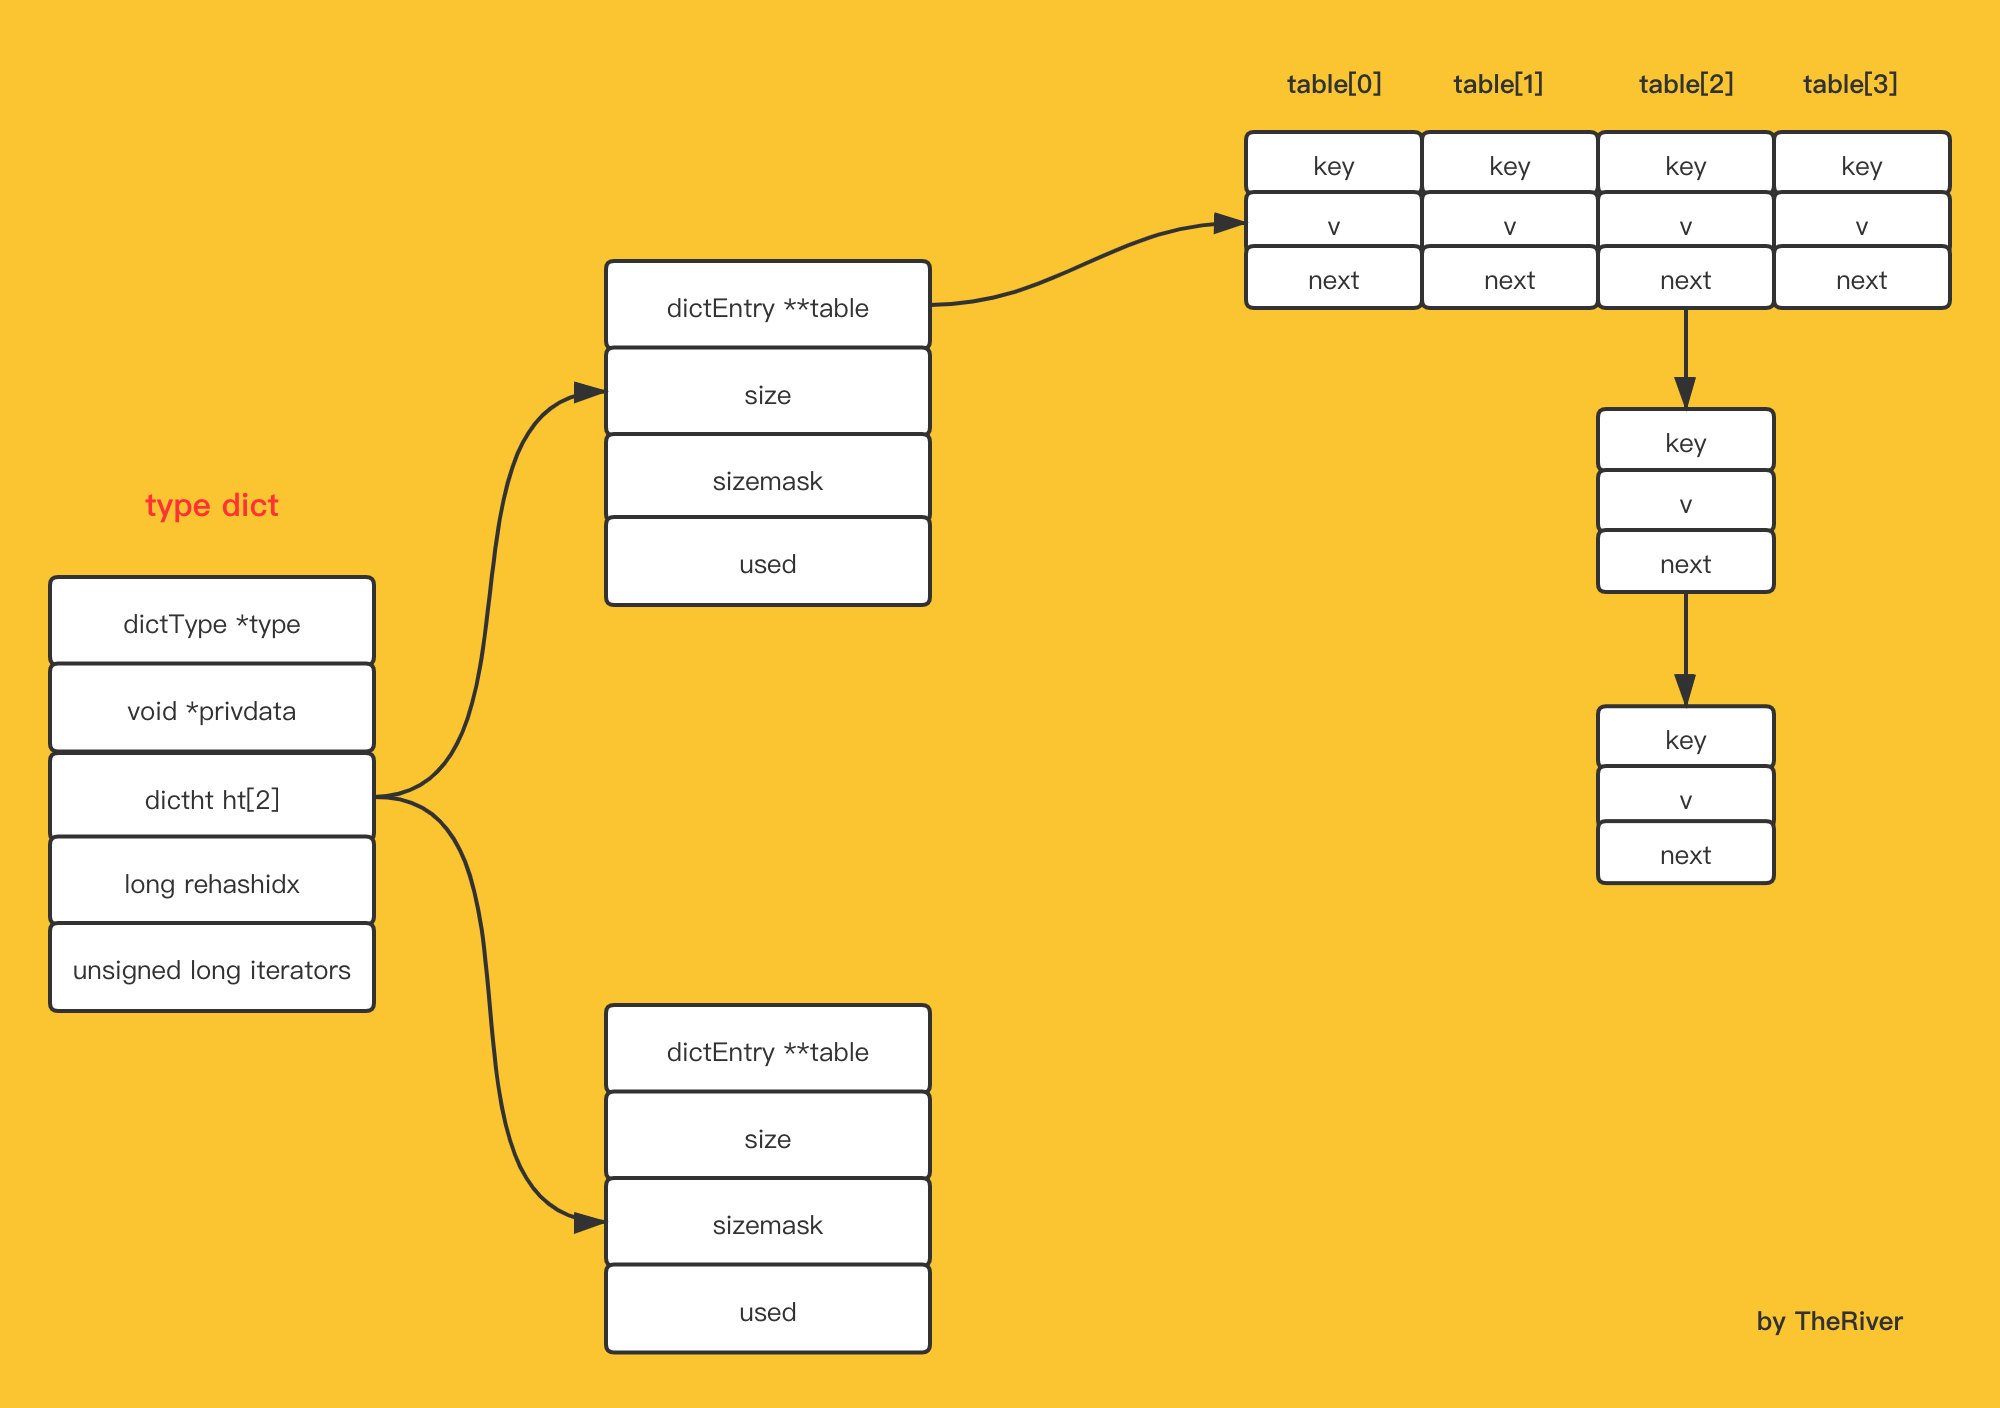 type dict
dictType *type
void *privdata
dictht ht[2]
long rehashidx
unsigned long iterators
dictEntry **table
size
sizemask
used
dictEntry **table
size
sizemask
used
table[0] table[1] table[2] table[3]
key key key key
v v v v
next next next next
key
v
next
key
v
next
by TheRiver